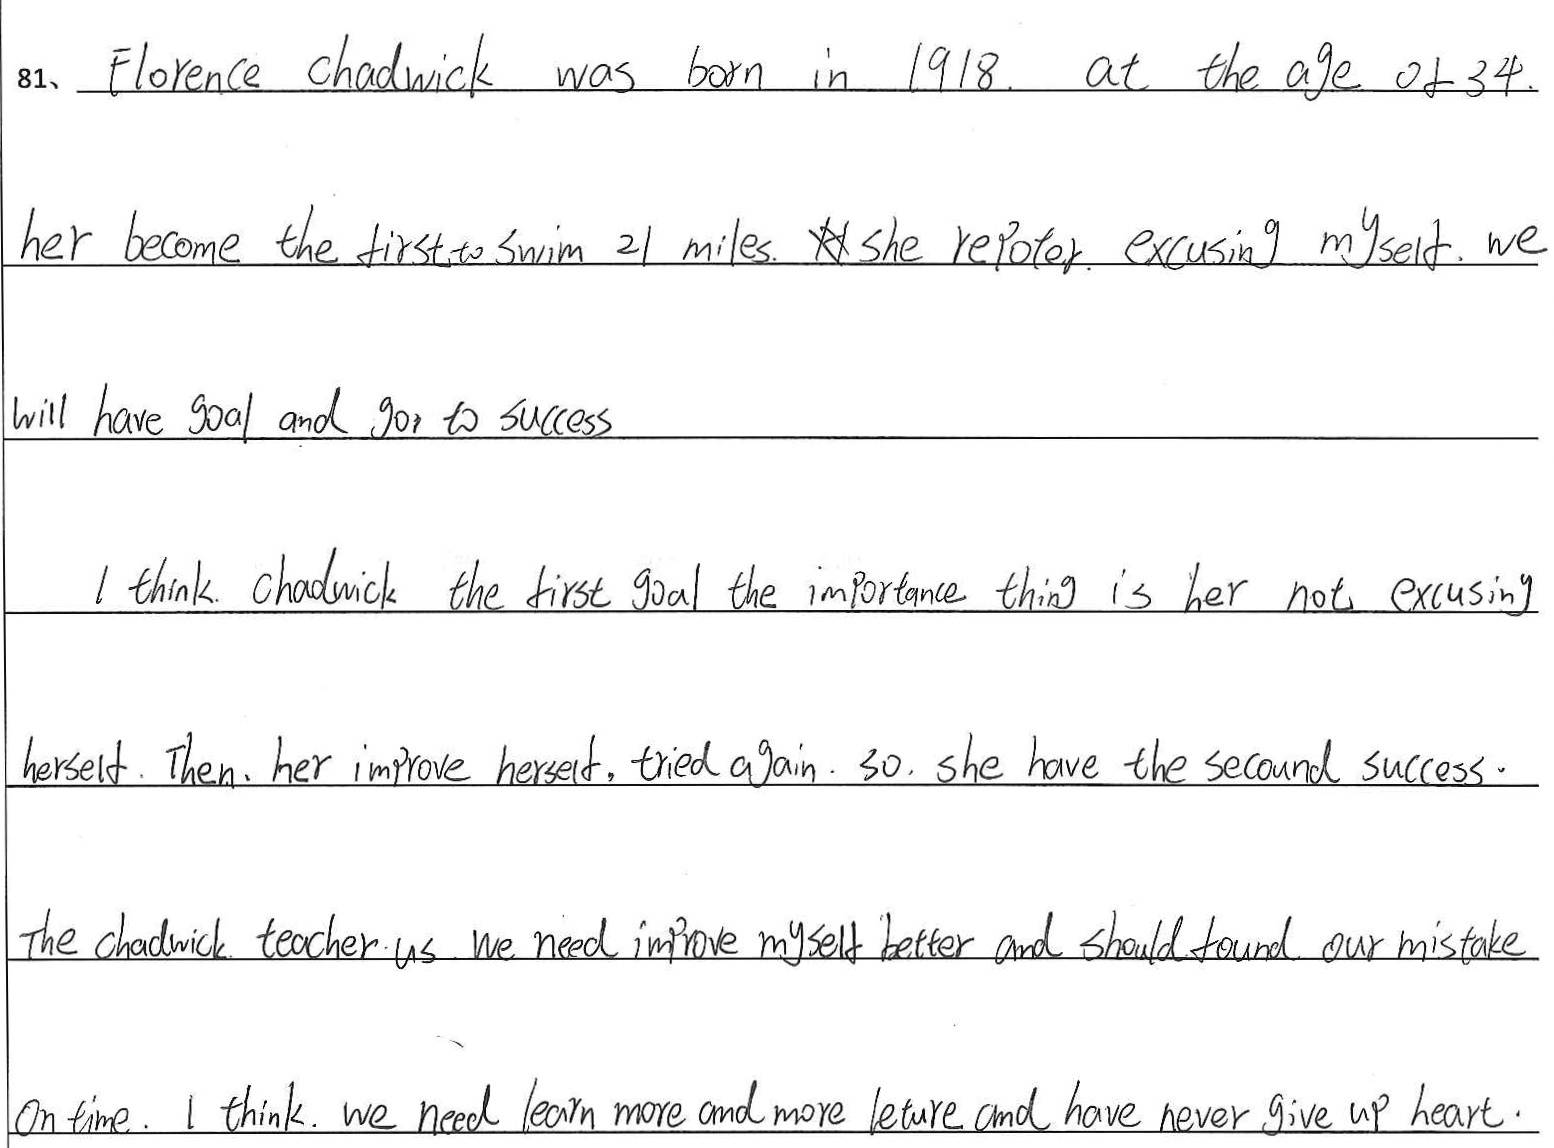 81、 Florence Chadwick was born in 1918. at the age of 34.
her become the first to swim 21 miles. she repoter. excusing myself. we
will have goal and go to success
I think. Chadwick the first goal the importance thing is her not excusing
herself. Then. her improve herself, tried again. so. she have the secound success.
The chadwick teacher us we need improve myself better and should found our mistake
On time. I think. we need learn more and more leture and have never give up heart.